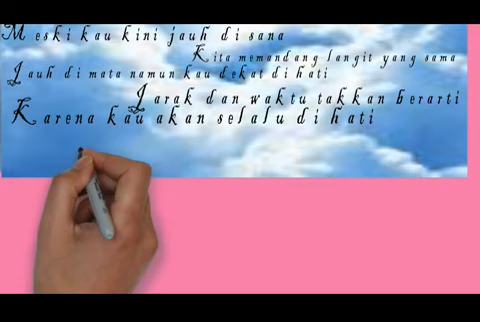 Meski kau kini jauh di sana
Kita memandang langit yang sama
Jauh di mata namun kau dekat di hati
Jarak dan waktu takkan berarti
Karena kau akan selalu di hati